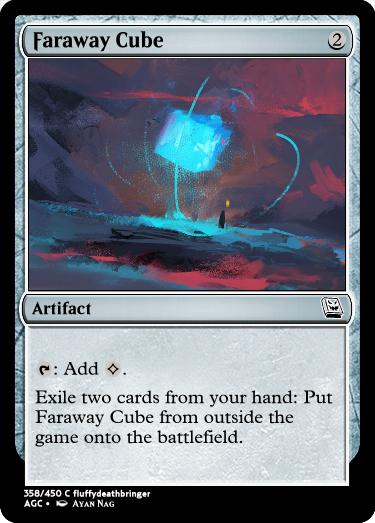 Faraway Cube 2
Artifact
: Add .
Exile two cards from your hand: Put
Faraway Cube from outside the
game onto the battlefield.
358/450 C fluffydeathbringer
AGC • Ayan Nag